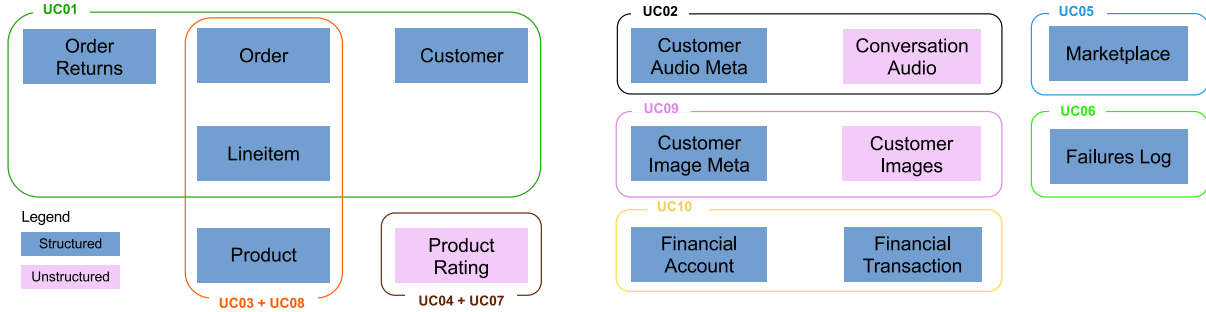 UC01
Order
Returns
Order
Customer
Lineitem
Legend
Structured
Unstructured
Product
UC03 + UC08
Product
Rating
UC04 + UC07
UC02
Customer
Audio Meta
Conversation
Audio
UC05
Marketplace
UC09
Customer
Image Meta
Customer
Images
UC06
Failures Log
UC10
Financial
Account
Financial
Transaction